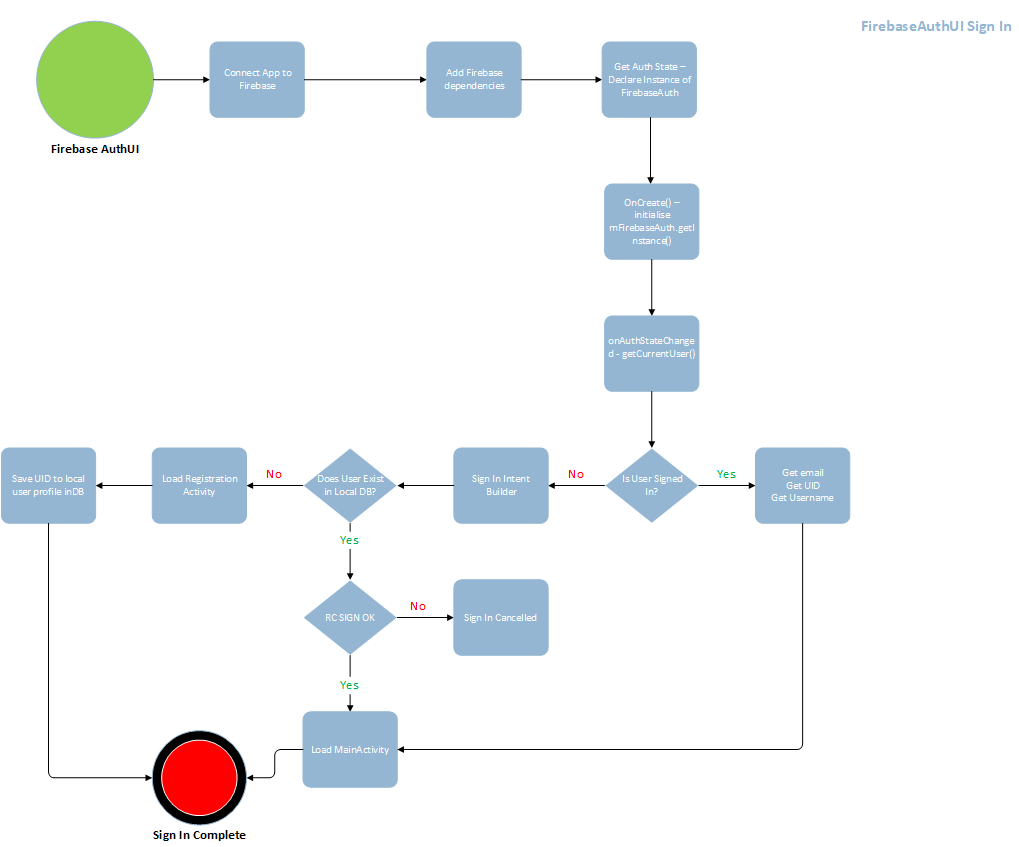 FirebaseAuthUI Sign In
Connect App to
Firebase
Add Firebase
dependencies
Get Auth State –
Declare Instance of
FirebaseAuth
Firebase AuthUI
OnCreate() –
initialise
mFirebaseAuth.getI
nstance()
onAuthStateChange
d - getCurrentUser()
Save UID to local
user profile inDB
Load Registration
Activity
No
Does User Exist
in Local DB?
Sign In Intent
Builder
No
Is User Signed
In?
Yes
Get email
Get UID
Get Username
Yes
RC SIGN OK
No
Sign In Cancelled
Yes
Load MainActivity
Sign In Complete